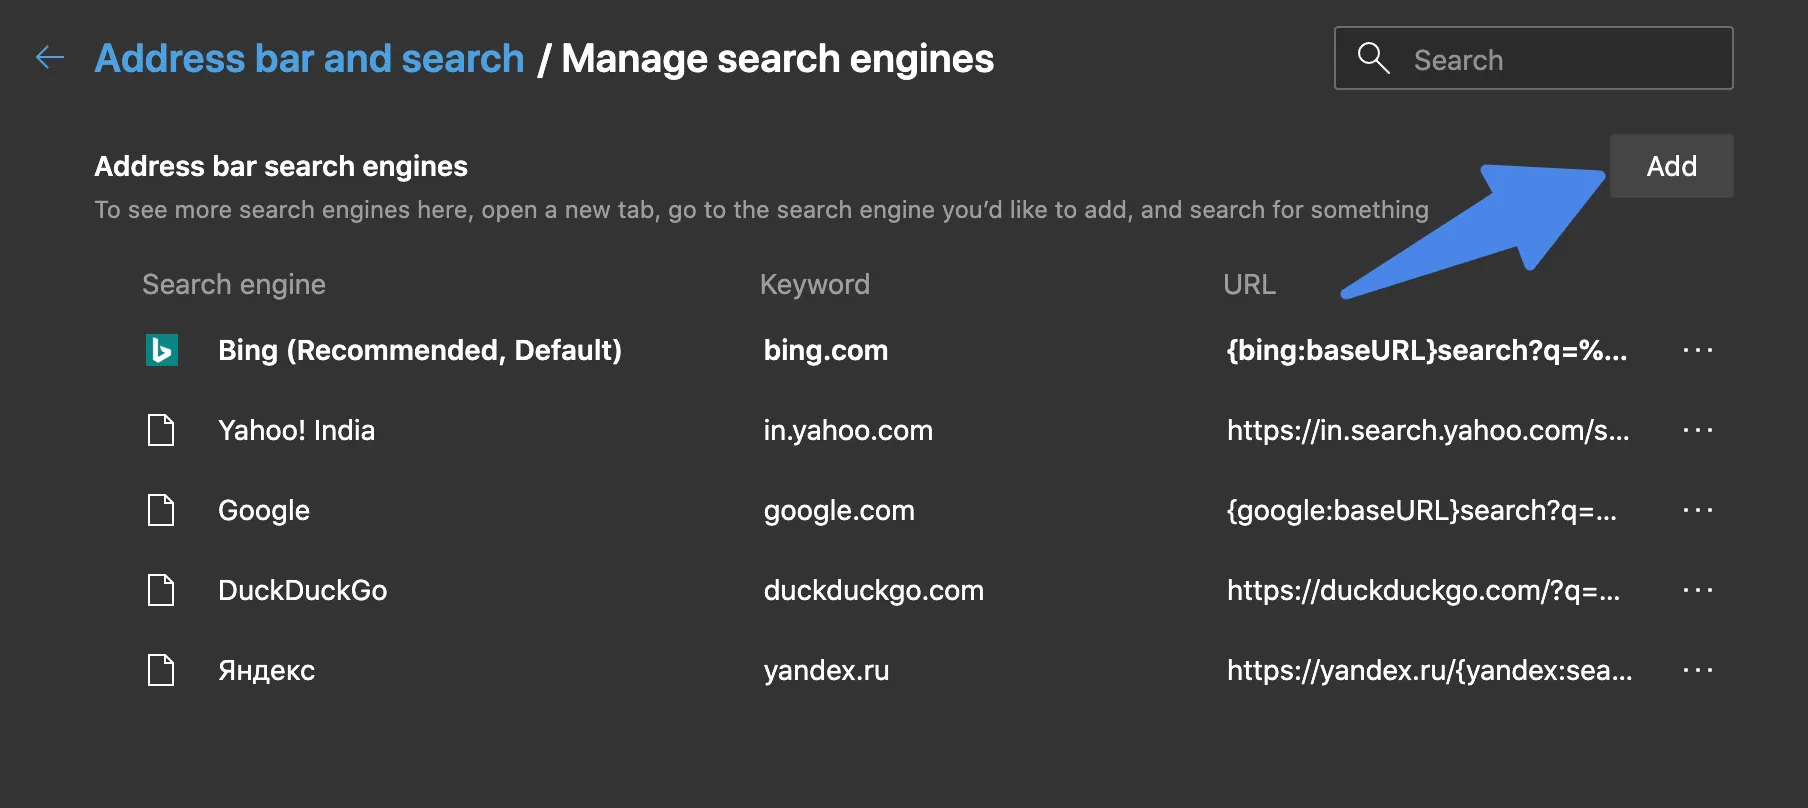 Address bar and search / Manage search engines
Search
Address bar search engines
Add
To see more search engines here, open a new tab, go to the search engine you’d like to add, and search for something
Search engine Keyword URL
Bing (Recommended, Default) bing.com {bing:baseURL}search?q=%...
Yahoo! India in.yahoo.com https://in.search.yahoo.com/s...
Google google.com {google:baseURL}search?q=...
DuckDuckGo duckduckgo.com https://duckduckgo.com/?q=...
Яндекс yandex.ru https://yandex.ru/{yandex:sea...